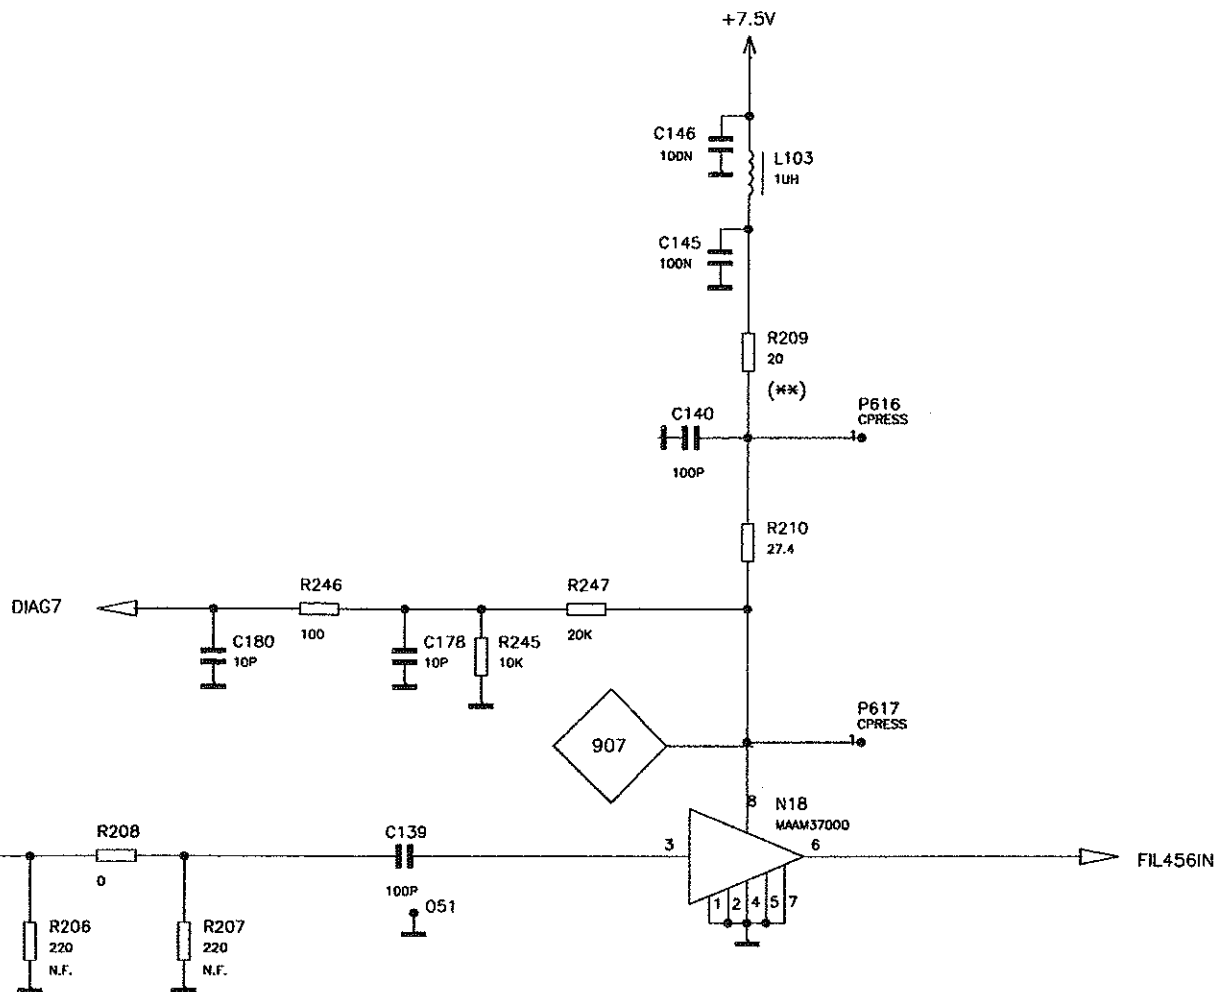 +7.5V
C146
100N
L103
1UH
C145
100N
R209
20
(**)
C140
100P
P616
CPRESS
1
R210
27.4
DIAG7
R246
100
R247
20K
C180
10P
C178
10P
R245
10K
907
P617
CPRESS
1
8
N18
MAAM37000
R208
0
C139
100P
3
6
FIL456IN
051
1
2
4
5
7
R206
220
N.F.
R207
220
N.F.